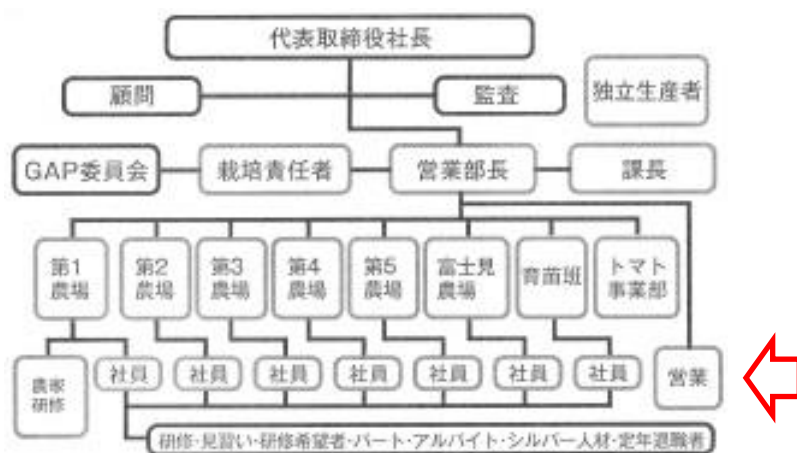 代表取締役社長
顧問
監査
独立生産者
GAP委員会
栽培責任者
営業部長
課長
第1
農場
第2
農場
第3
農場
第4
農場
第5
農場
富士見
農場
育苗班
トマト
事業部
農家
研修
社員
社員
社員
社員
社員
社員
社員
営業
研修・見習い・研修希望者・パート・アルバイト・シルバー人材・定年退職者